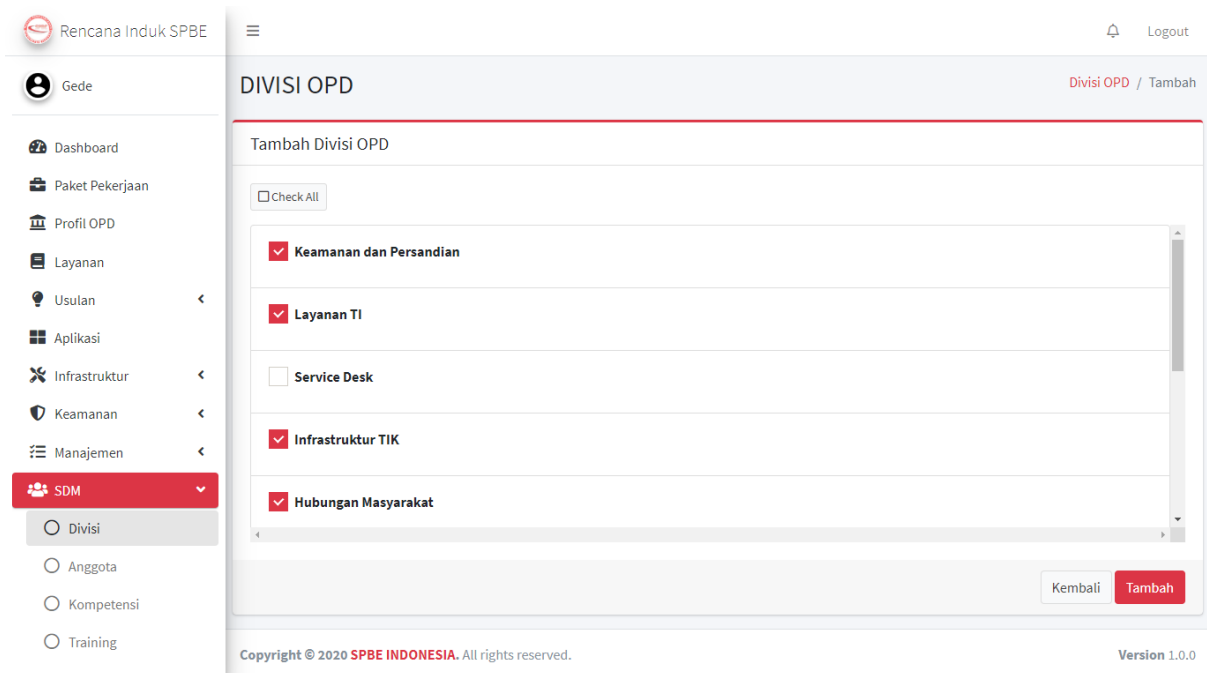 Rencana Induk SPBE
Logout
Gede
DIVISI OPD
Divisi OPD / Tambah
Dashboard
Paket Pekerjaan
Profil OPD
Layanan
Usulan
Aplikasi
Infrastruktur
Keamanan
Manajemen
SDM
Divisi
Anggota
Kompetensi
Training
Tambah Divisi OPD
Check All
Keamanan dan Persandian
Layanan TI
Service Desk
Infrastruktur TIK
Hubungan Masyarakat
Kembali
Tambah
Copyright © 2020 SPBE INDONESIA. All rights reserved.
Version 1.0.0